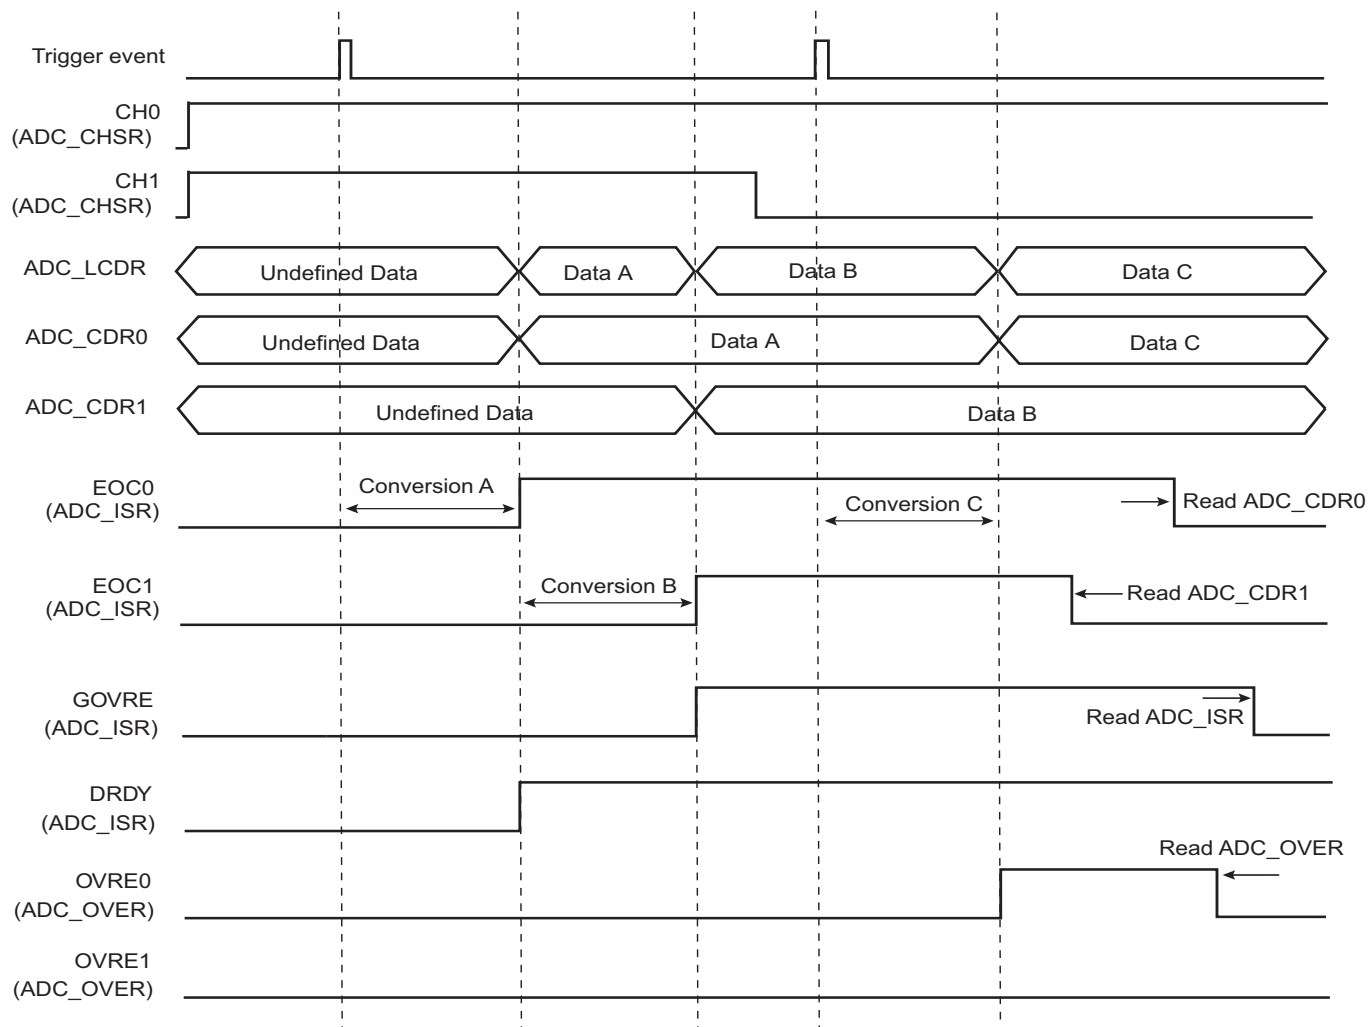 Trigger event
CH0
(ADC_CHSR)
CH1
(ADC_CHSR)
ADC_LCDR
Undefined Data
Data A
Data B
Data C
ADC_CDR0
Undefined Data
Data A
Data C
ADC_CDR1
Undefined Data
Data B
EOC0
(ADC_ISR)
Conversion A
Conversion C
Read ADC_CDR0
EOC1
(ADC_ISR)
Conversion B
Read ADC_CDR1
GOVRE
(ADC_ISR)
Read ADC_ISR
DRDY
(ADC_ISR)
Read ADC_OVER
OVRE0
(ADC_OVER)
OVRE1
(ADC_OVER)